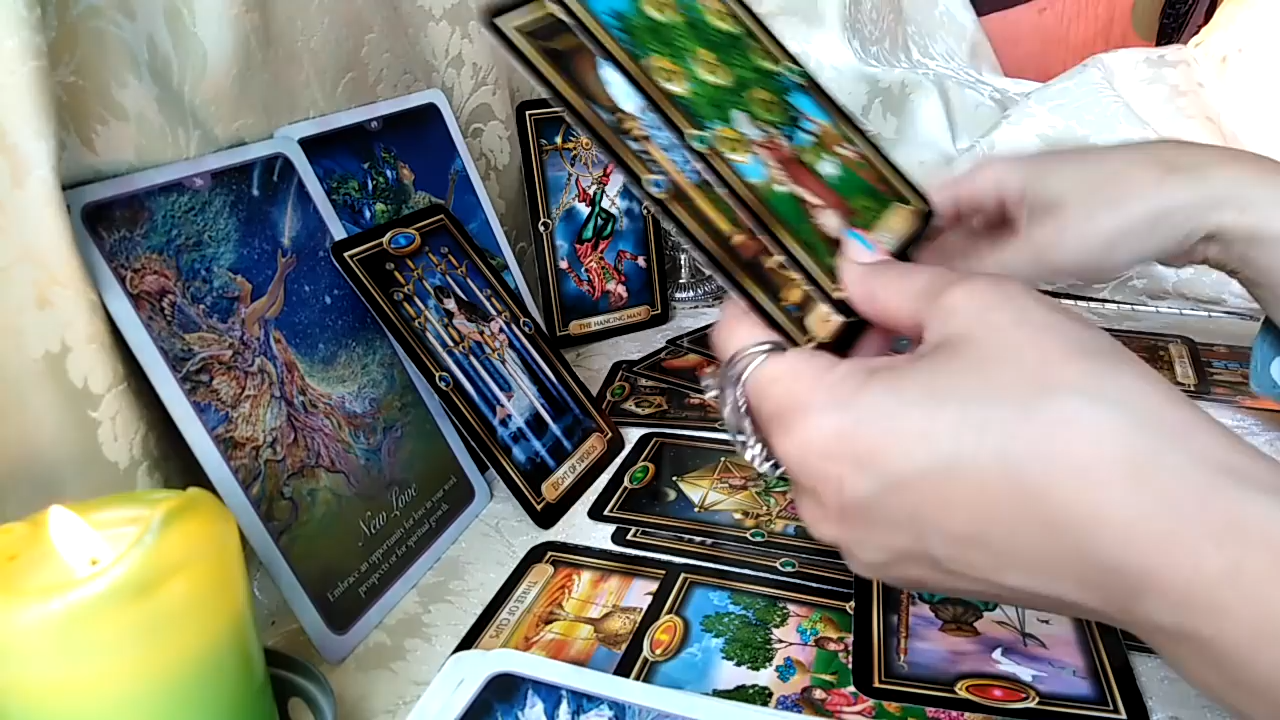 THE HANGING MAN
EIGHT OF SWORDS
New Love
Embrace an opportunity for love in your word
prospects or for spiritual growth.
THREE OF CUPS